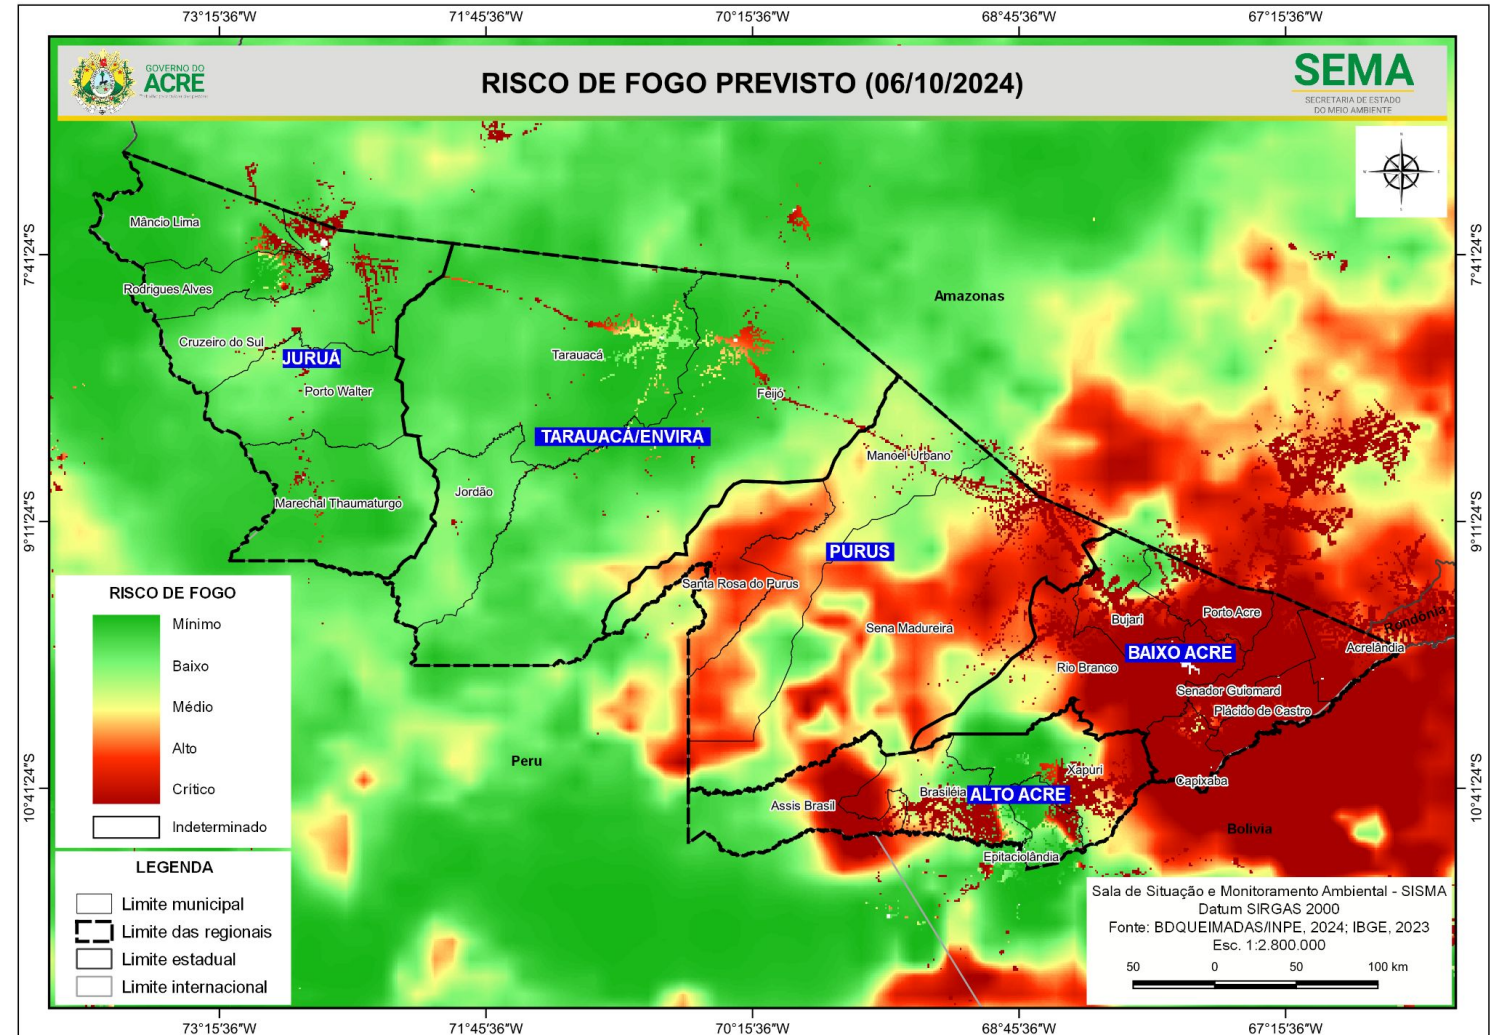 73°15'36"W
71°45'36"W
70°15'36"W
68°45'36"W
67°15'36"W
GOVERNO DO
ACRE
RISCO DE FOGO PREVISTO (06/10/2024)
SEMA
SECRETARIA DE ESTADO
DO MEIO AMBIENTE
Mâncio Lima
7°41'24"S
7°41'24"S
Rodrigues Alves
Amazonas
Cruzeiro do Sul
JURUÁ
Tarauacá
Porto Walter
Feijó
TARAUACÁ/ENVIRA
Manoel Urbano
Jordão
Marechal Thaumaturgo
9°11'24"S
9°11'24"S
PURUS
Santa Rosa do Purus
RISCO DE FOGO
Mínimo
Baixo
Médio
Alto
Crítico
Indeterminado
Sena Madureira
Bujari
Porto Acre
Rondônia
Acrelândia
BAIXO ACRE
Rio Branco
Senador Guiomard
Plácido de Castro
Peru
Xapuri
Capixaba
10°41'24"S
10°41'24"S
Brasiléia
ALTO ACRE
Assis Brasil
Bolivia
Epitaciolândia
LEGENDA
Limite municipal
Limite das regionais
Limite estadual
Limite internacional
Sala de Situação e Monitoramento Ambiental - SISMA
Datum SIRGAS 2000
Fonte: BDQUEIMADAS/INPE, 2024; IBGE, 2023
Esc. 1:2.800.000
50 0 50 100 km
73°15'36"W
71°45'36"W
70°15'36"W
68°45'36"W
67°15'36"W